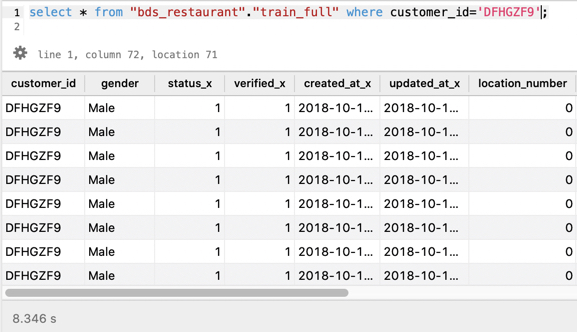 1 select * from "bds_restaurant"."train_full" where customer_id='DFHGZF9';
2
line 1, column 72, location 71
customer_id gender status_x verified_x created_at_x updated_at_x location_number
DFHGZF9 Male 1 1 2018-10-1... 2018-10-1... 0
DFHGZF9 Male 1 1 2018-10-1... 2018-10-1... 0
DFHGZF9 Male 1 1 2018-10-1... 2018-10-1... 0
DFHGZF9 Male 1 1 2018-10-1... 2018-10-1... 0
DFHGZF9 Male 1 1 2018-10-1... 2018-10-1... 0
DFHGZF9 Male 1 1 2018-10-1... 2018-10-1... 0
DFHGZF9 Male 1 1 2018-10-1... 2018-10-1... 0
DFHGZF9 Male 1 1 2018-10-1... 2018-10-1... 0
8.346 s